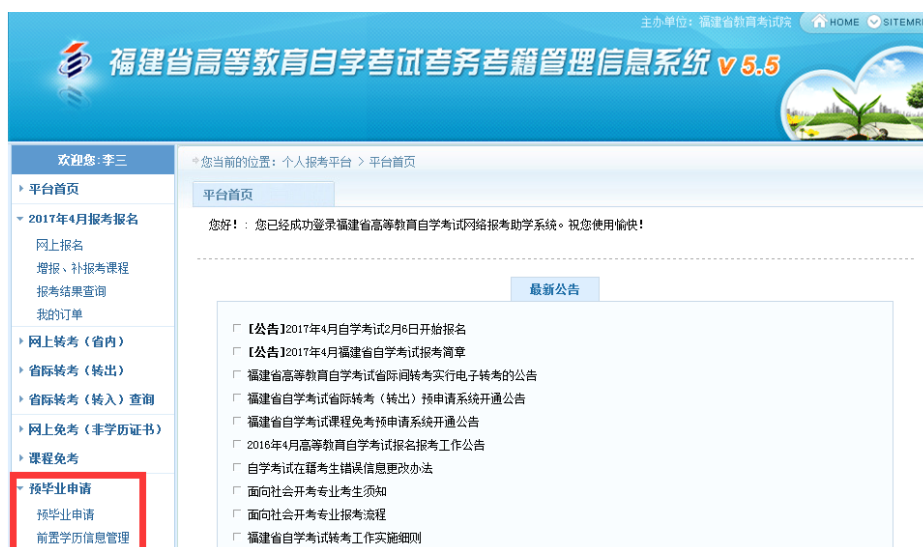 主办单位：福建省教育考试院 HOME SITEMR
福建省高等教育自学考试考务考籍管理信息系统 v 5.5
欢迎您:李三
平台首页
2017年4月报考报名
网上报名
增报、补报考课程
报考结果查询
我的订单
网上转考（省内）
省际转考（转出）
省际转考（转入）查询
网上免考（非学历证书）
课程免考
预毕业申请
预毕业申请
前置学历信息管理
您当前的位置：个人报考平台 > 平台首页
平台首页
您好！：您已经成功登录福建省高等教育自学考试网络报考助学系统。祝您使用愉快！
最新公告
[公告]2017年4月自学考试2月6日开始报名
[公告]2017年4月福建省自学考试报考简章
福建省高等教育自学考试省际间转考实行电子转考的公告
福建省自学考试省际转考（转出）预申请系统开通公告
福建省自学考试课程免考预申请系统开通公告
2016年4月高等教育自学考试报名报考工作公告
自学考试在籍考生错误信息更改办法
面向社会开考专业考生须知
面向社会开考专业报考流程
福建省自学考试转考工作实施细则